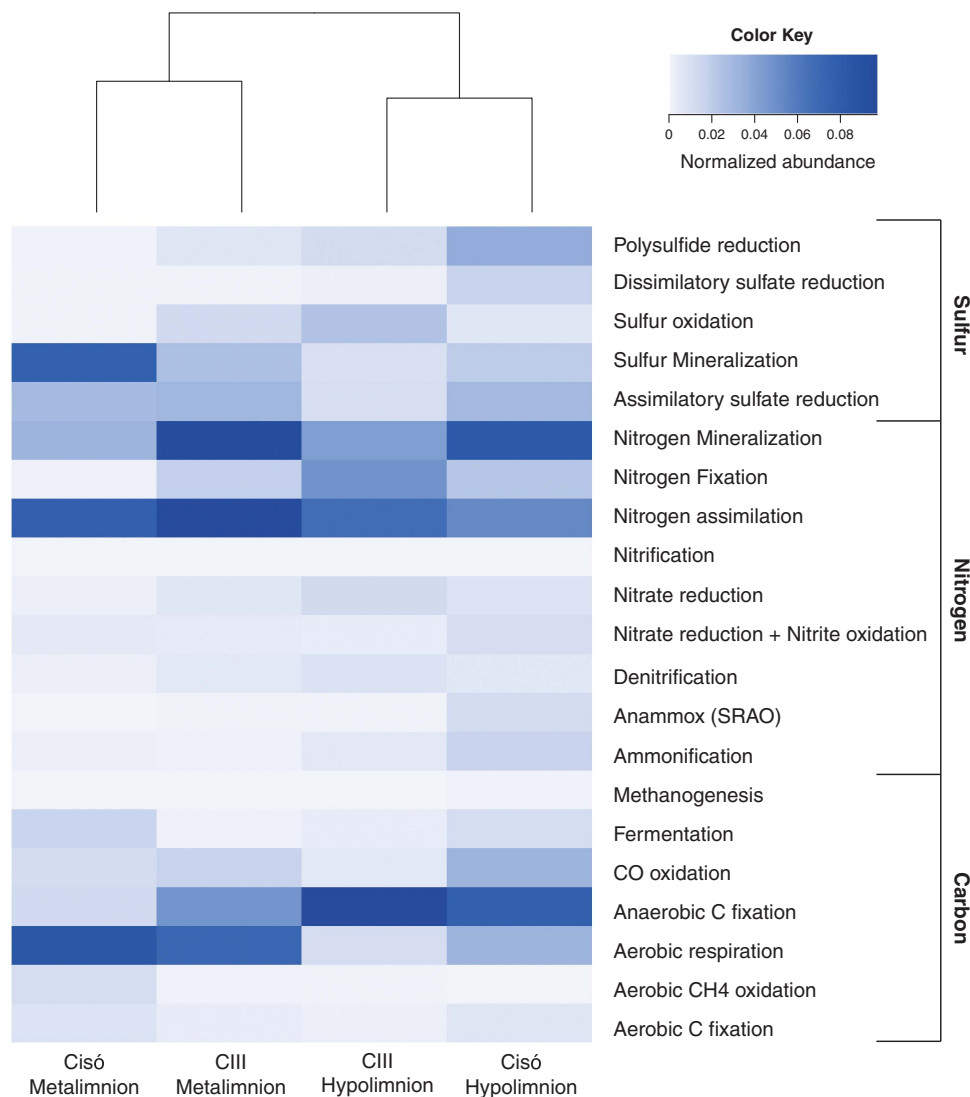 Color Key
0 0.02 0.04 0.06 0.08
Normalized abundance
Polysulfide reduction
Dissimilatory sulfate reduction
Sulfur oxidation
Sulfur Mineralization
Assimilatory sulfate reduction
Sulfur
Nitrogen Mineralization
Nitrogen Fixation
Nitrogen assimilation
Nitrification
Nitrate reduction
Nitrate reduction + Nitrite oxidation
Denitrification
Anammox (SRAO)
Ammonification
Nitrogen
Methanogenesis
Fermentation
CO oxidation
Anaerobic C fixation
Aerobic respiration
Aerobic CH4 oxidation
Aerobic C fixation
Carbon
Cisó
Metalimnion
CIII
Metalimnion
CIII
Hypolimnion
Cisó
Hypolimnion